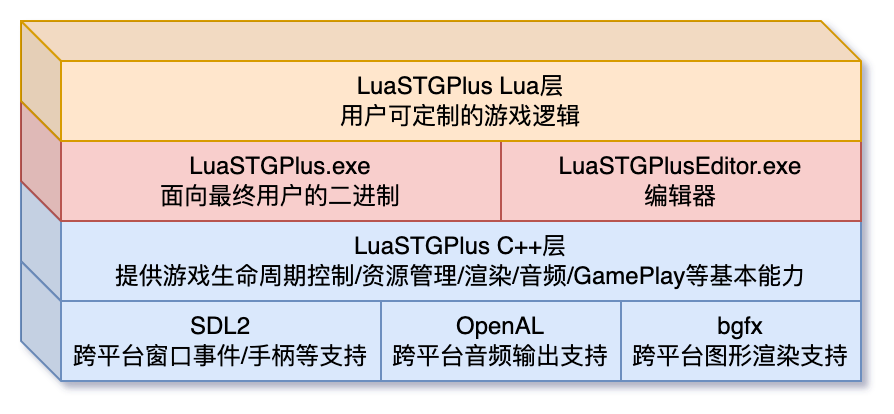 LuaSTGPlus Lua层
用户可定制的游戏逻辑
LuaSTGPlus.exe
面向最终用户的二进制
LuaSTGPlusEditor.exe
编辑器
LuaSTGPlus C++层
提供游戏生命周期控制/资源管理/渲染/音频/GamePlay等基本能力
SDL2
跨平台窗口事件/手柄等支持
OpenAL
跨平台音频输出支持
bgfx
跨平台图形渲染支持